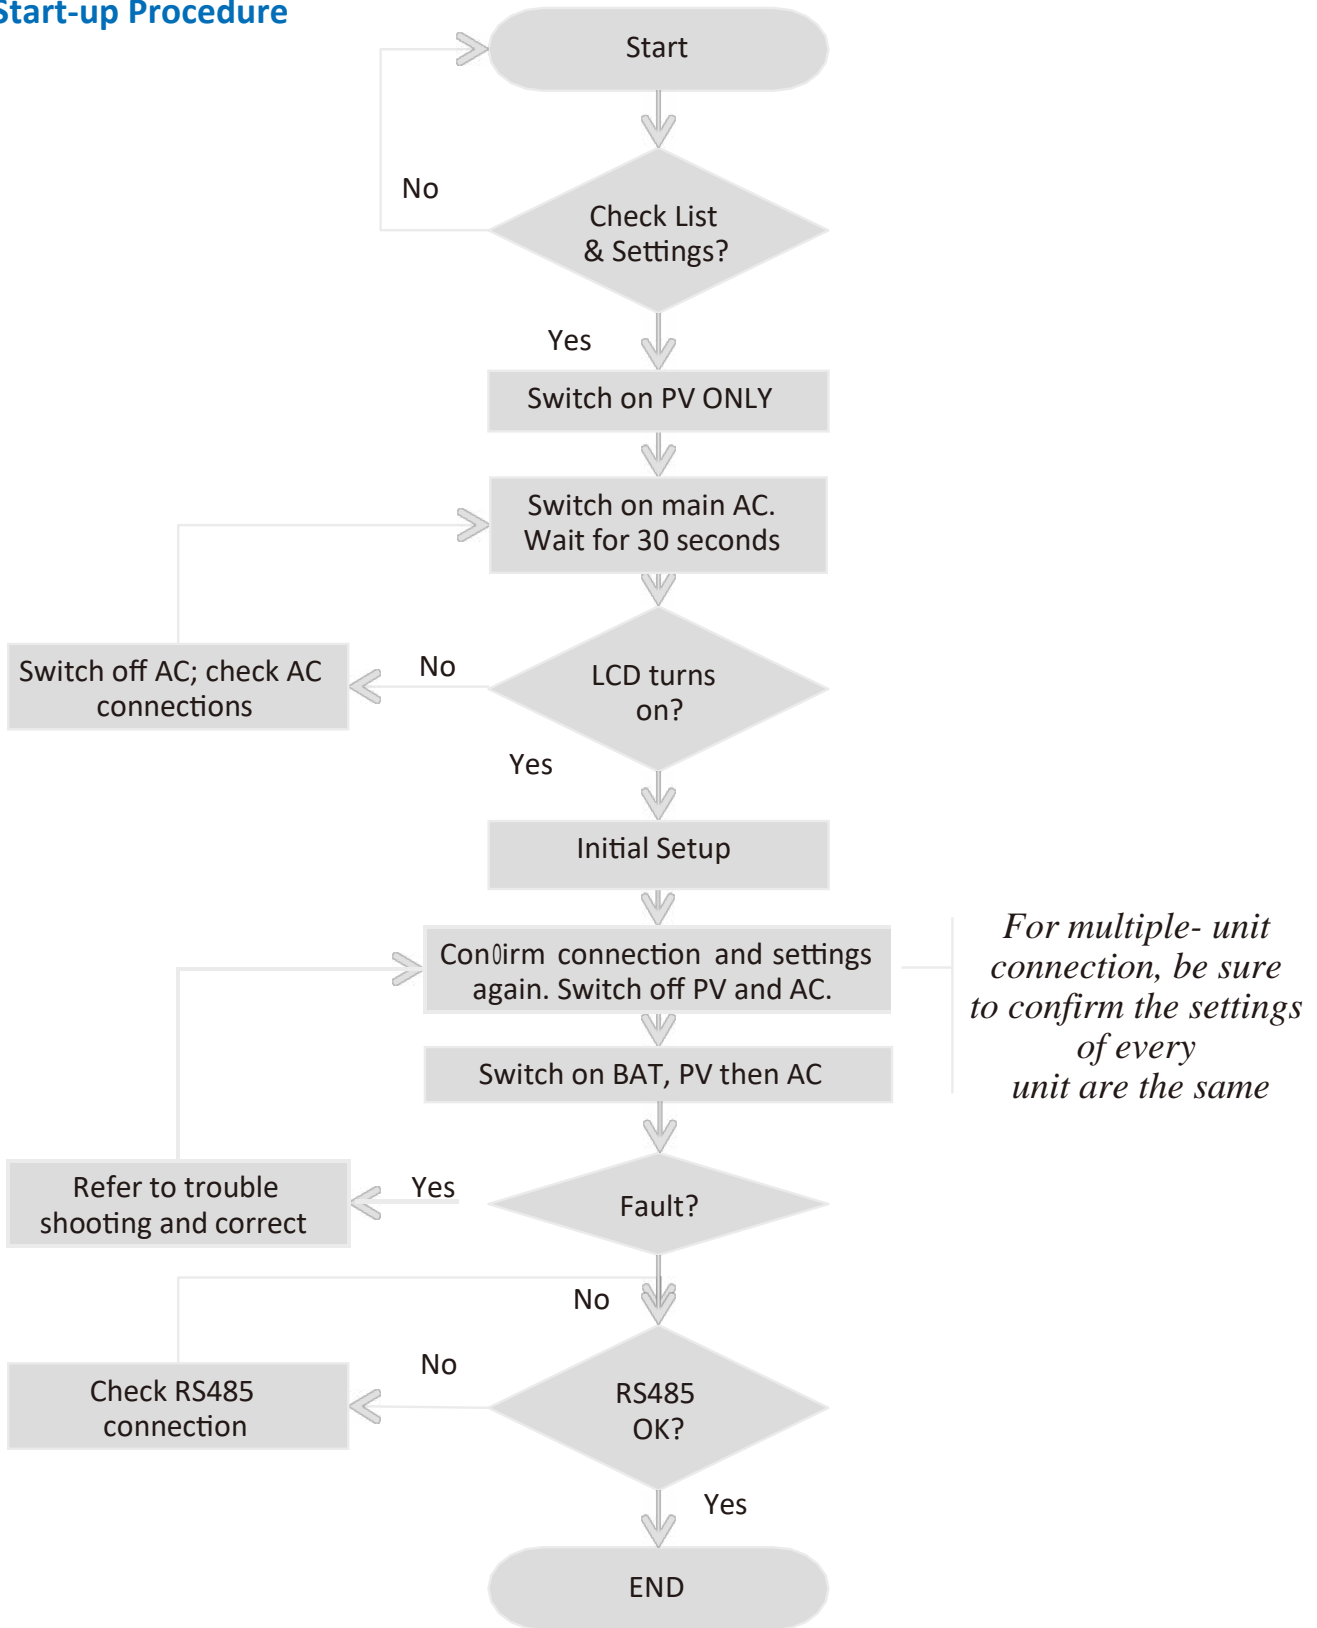 Start-up Procedure
Start
No
Check List
& Settings?
Yes
Switch on PV ONLY
Switch on main AC.
Wait for 30 seconds
Switch off AC; check AC
connections
No
LCD turns
on?
Yes
Initial Setup
Con0irm connection and settings
again. Switch off PV and AC.
For multiple- unit
connection, be sure
to confirm the settings
of every
unit are the same
Switch on BAT, PV then AC
Refer to trouble
shooting and correct
Yes
Fault?
No
Check RS485
connection
No
RS485
OK?
Yes
END